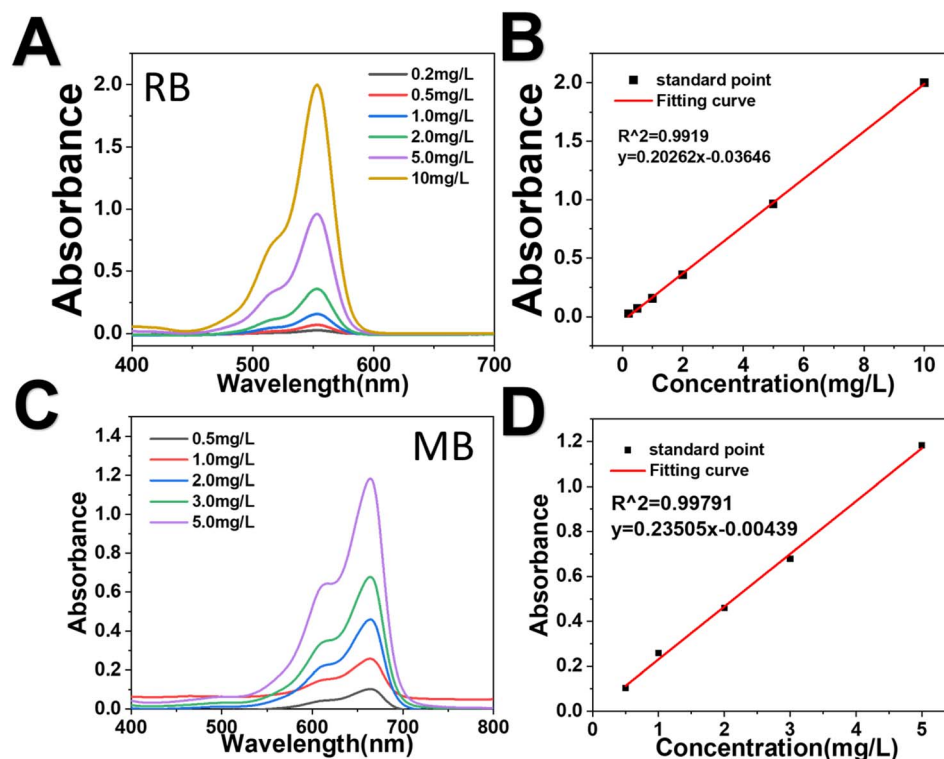 A
Absorbance
RB
0.2mg/L
0.5mg/L
1.0mg/L
2.0mg/L
5.0mg/L
10mg/L
2.0
1.5
1.0
0.5
0.0
400 500 600 700
Wavelength(nm)
B
Absorbance
standard point
Fitting curve
R^2=0.9919
y=0.20262x-0.03646
2.0
1.5
1.0
0.5
0.0
0 2 4 6 8 10
Concentration(mg/L)
C
Absorbance
MB
0.5mg/L
1.0mg/L
2.0mg/L
3.0mg/L
5.0mg/L
1.4
1.2
1.0
0.8
0.6
0.4
0.2
0.0
400 500 600 700 800
Wavelength(nm)
D
Absorbance
standard point
Fitting curve
R^2=0.99791
y=0.23505x-0.00439
1.2
1.0
0.8
0.6
0.4
0.2
0.0
0 1 2 3 4 5
Concentration(mg/L)